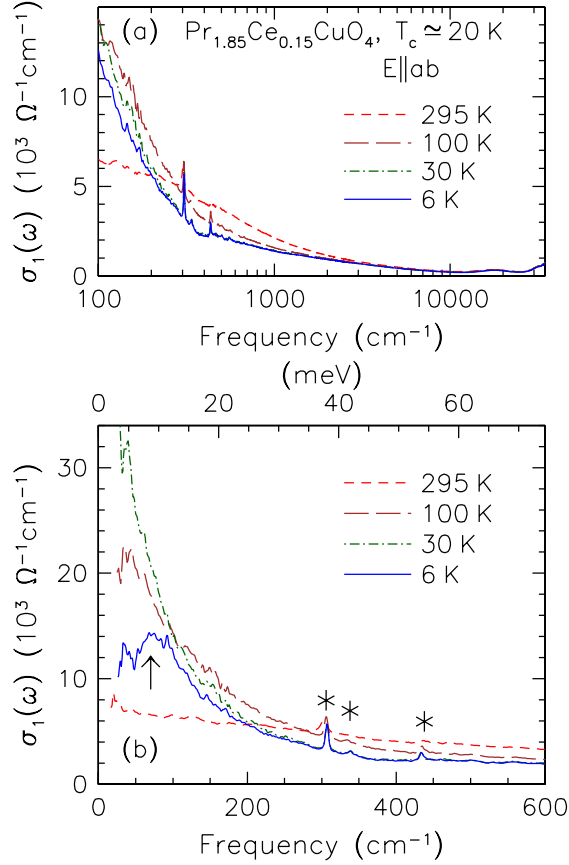 (a) Pr₁.₈₅Ce₀.₁₅CuO₄, T_c ≃ 20 K
E||ab
295 K
100 K
30 K
6 K
σ₁(ω) (10³ Ω⁻¹cm⁻¹)
10
5
0
100 1000 10000
Frequency (cm⁻¹)
(meV)
0 20 40 60
295 K
100 K
30 K
6 K
σ₁(ω) (10³ Ω⁻¹cm⁻¹)
30
20
10
0
* * *
(b)
0 200 400 600
Frequency (cm⁻¹)